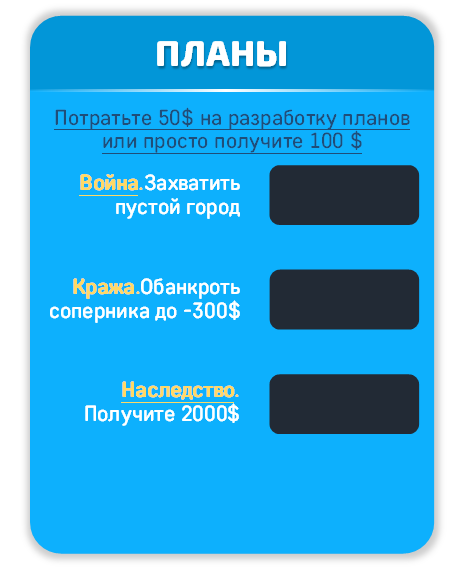 ПЛАНЫ
Потратьте 50$ на разработку планов
или просто получите 100 $
Война.Захватить
пустой город
Кража.Обанкроть
соперника до -300$
Наследство.
Получите 2000$